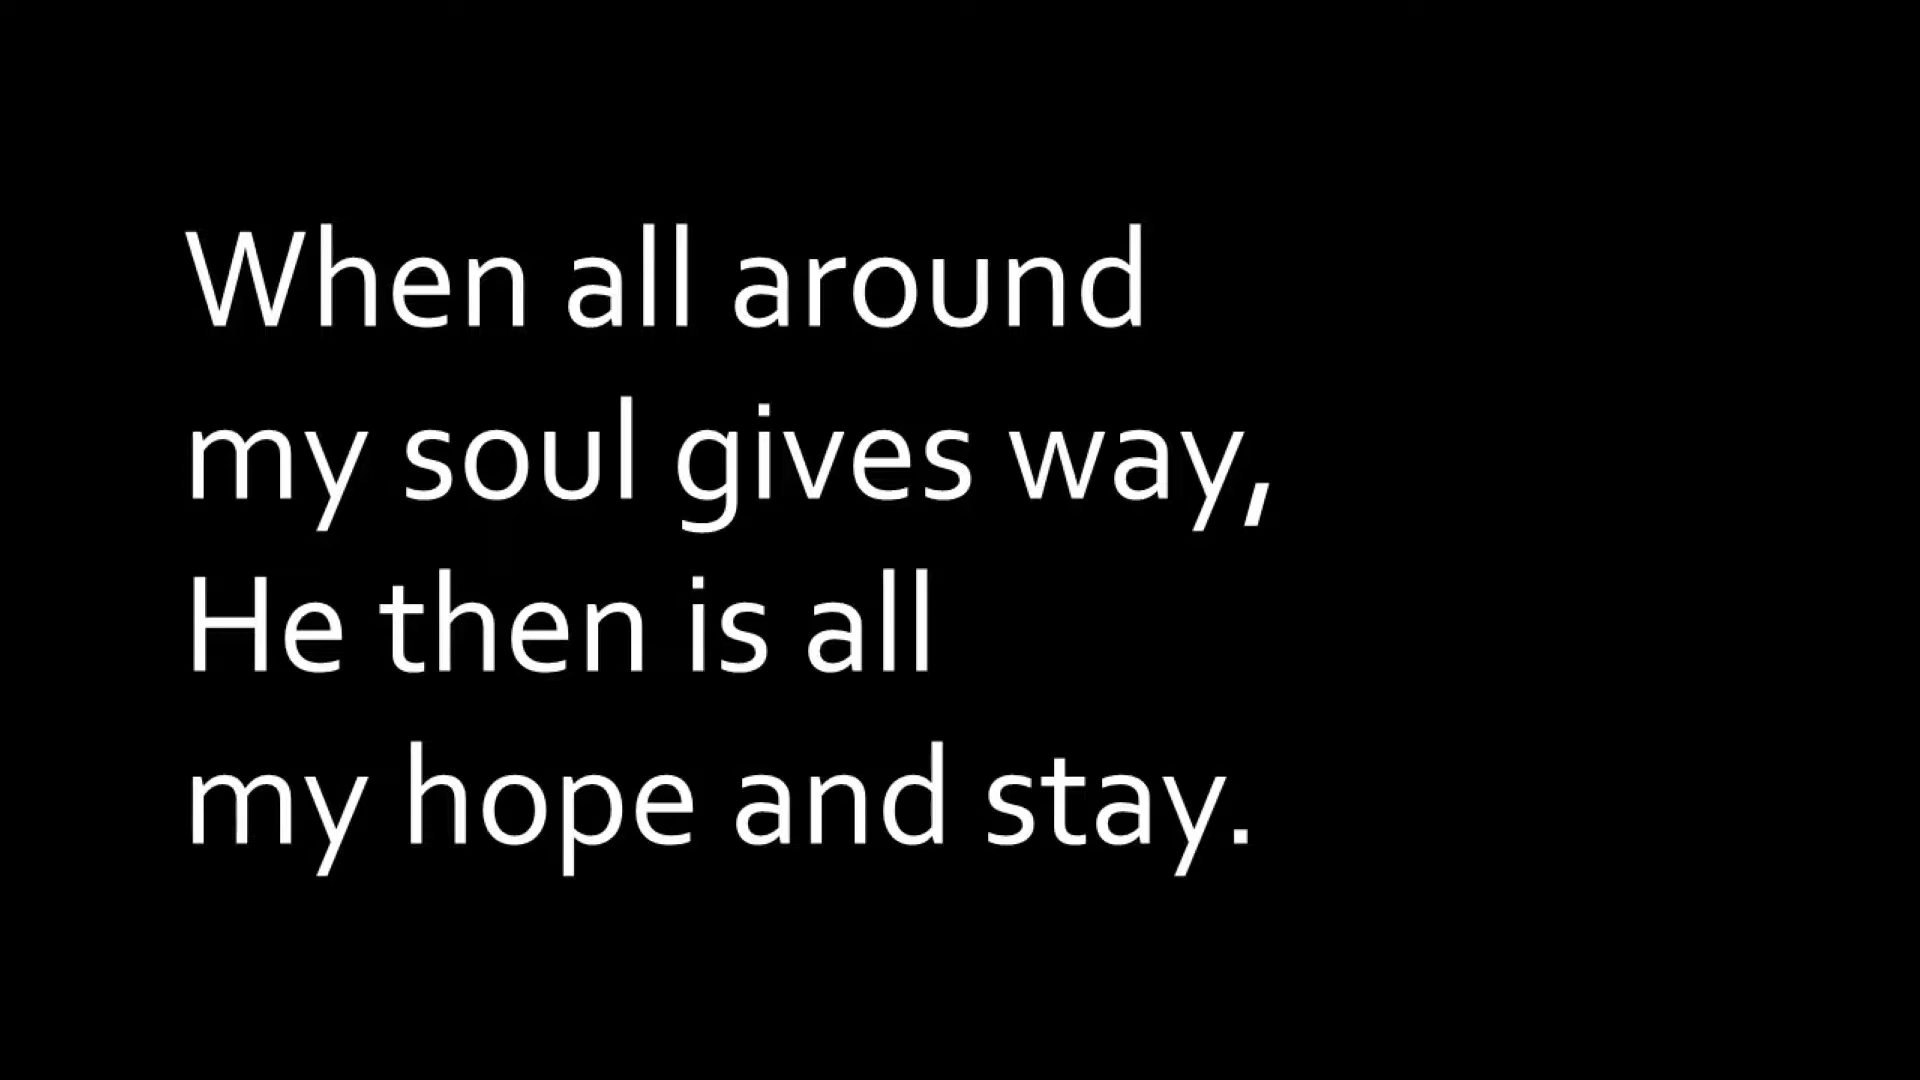 When all around
my soul gives way,
He then is all
my hope and stay.